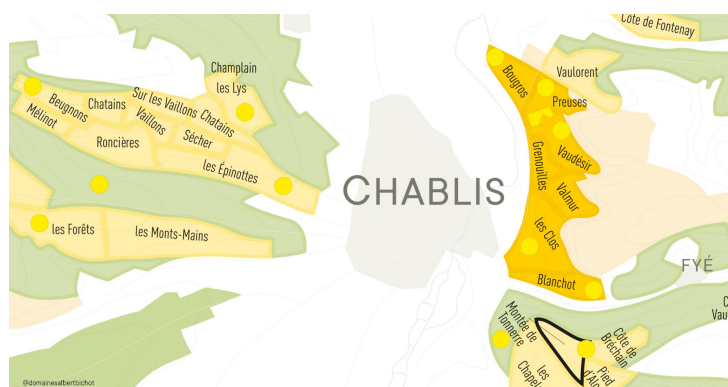 Côte de Fontenay
Champlain
les Lys
Sur les Vaillons
Chatains
Beugnons
Chatains
Mélinot
Vaillons
Sécher
Roncières
les Épinottes
les Forêts
les Monts-Mains
CHABLIS
Bougros
Preuses
Vaulorent
Vaudésir
Grenouilles
Valmur
les Clos
Blanchot
FYÉ
Montée de
Tonnerre
Côte de
Bréchain
Pied
les
@domainesalbertbichot